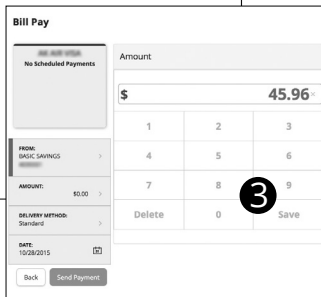 Bill Pay
No Scheduled Payments
FROM:
BASIC SAVINGS >
AMOUNT:
$0.00 >
DELIVERY METHOD:
Standard >
DATE:
10/28/2015
Back Send Payment
Amount
$ 45.96 ×
1 2 3
4 5 6
7 8 9
Delete 0 Save
3